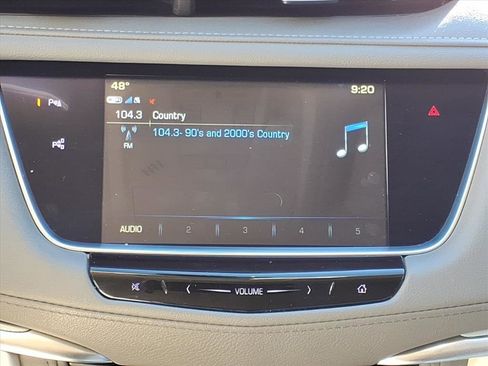 48° 9:20
104.3 Country
104.3- 90's and 2000's Country
FM
AUDIO 2 3 4 5
VOLUME